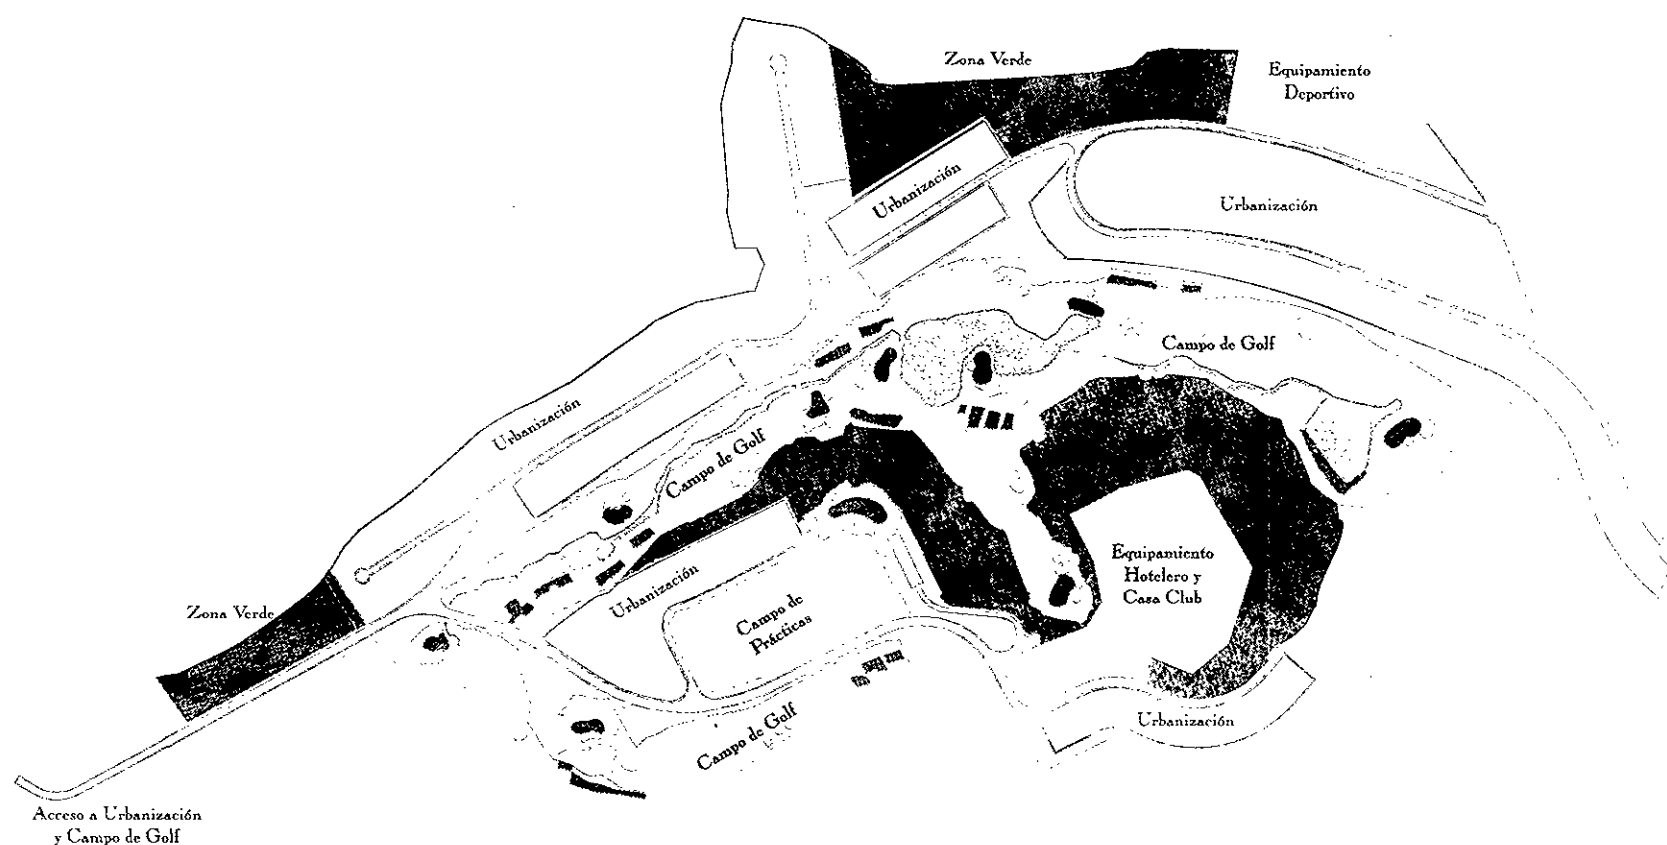 Zona Verde
Equipamiento
Deportivo
Urbanización
Urbanización
Campo de Golf
Urbanización
Campo de Golf
Equipamiento
Hotelero y
Casa Club
Urbanización
Zona Verde
Campo de
Prácticas
Urbanización
Campo de Golf
Acceso a Urbanización
y Campo de Golf